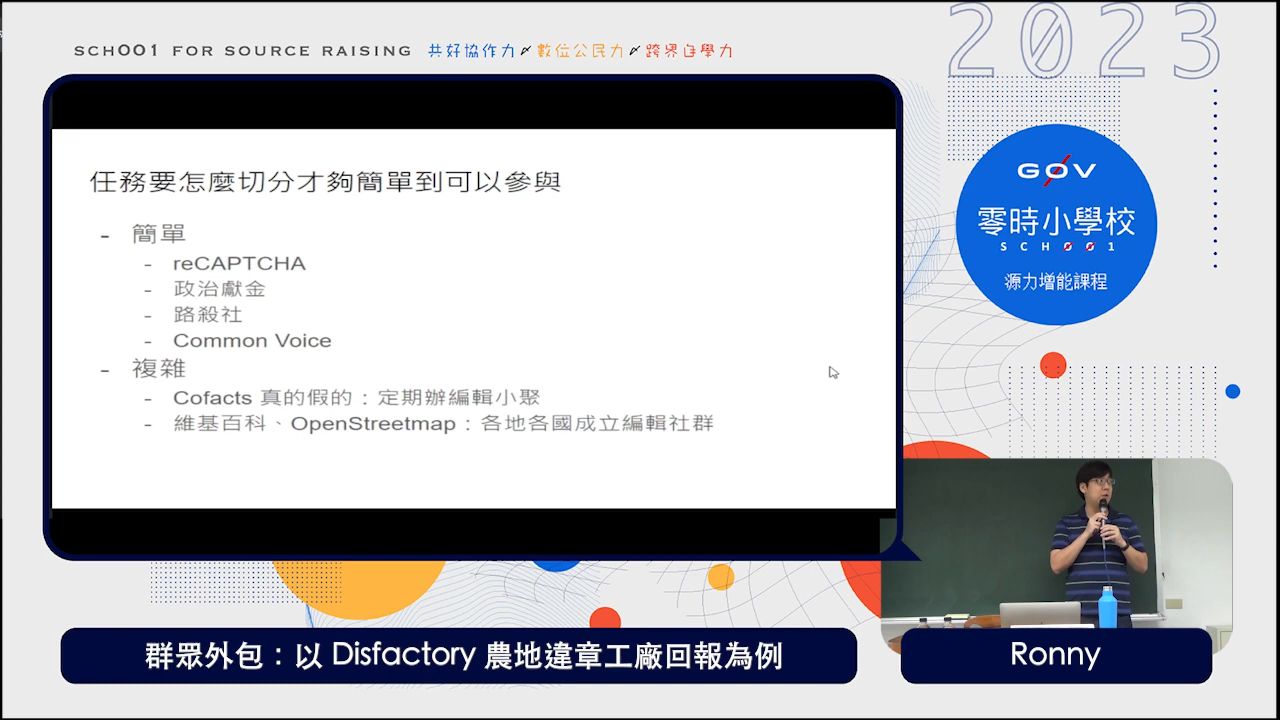 2023
SCH001 FOR SOURCE RAISING 共好協作力 數位公民力 跨界自學力
任務要怎麼切分才夠簡單到可以參與
- 簡單
- reCAPTCHA
- 政治獻金
- 路殺社
- Common Voice
- 複雜
- Cofacts 真的假的：定期辦編輯小聚
- 維基百科、OpenStreetmap：各地各國成立編輯社群
G0V
零時小學校
SCH001
源力增能課程
群眾外包：以 Disfactory 農地違章工廠回報為例
Ronny